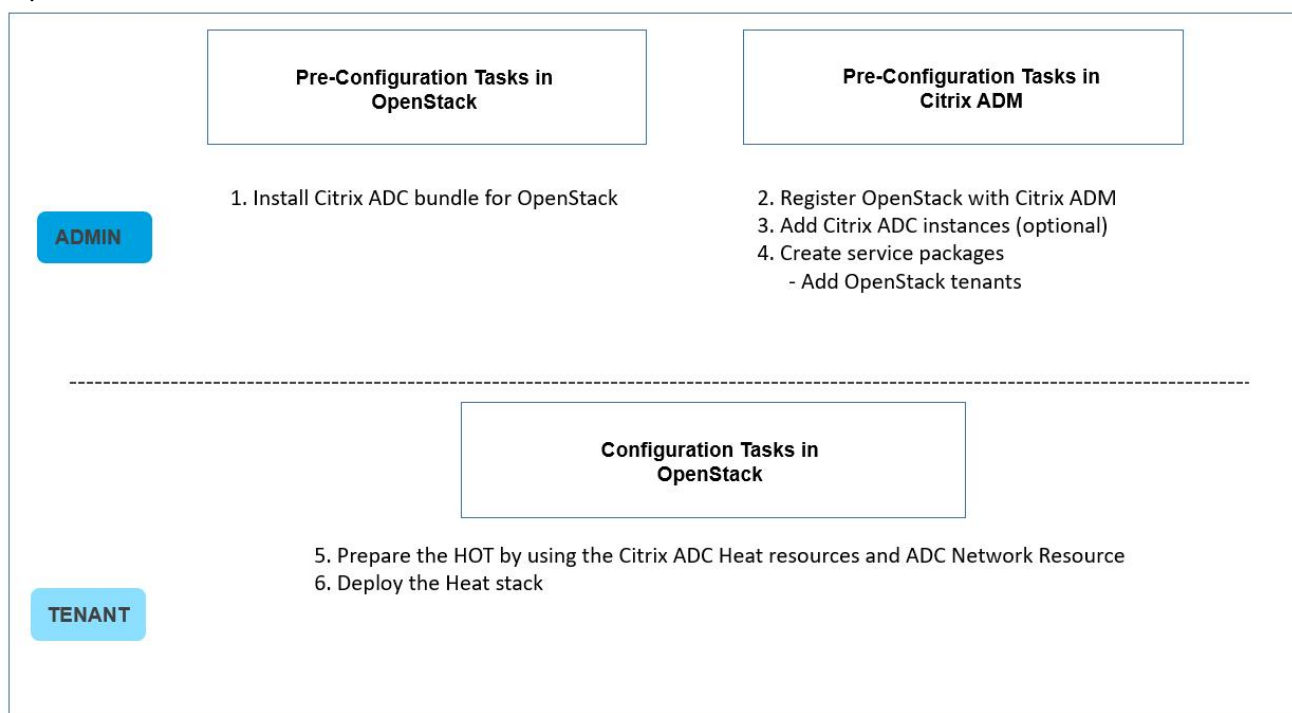 Pre-Configuration Tasks in
OpenStack
Pre-Configuration Tasks in
Citrix ADM
ADMIN
1. Install Citrix ADC bundle for OpenStack
2. Register OpenStack with Citrix ADM
3. Add Citrix ADC instances (optional)
4. Create service packages
- Add OpenStack tenants
Configuration Tasks in
OpenStack
5. Prepare the HOT by using the Citrix ADC Heat resources and ADC Network Resource
6. Deploy the Heat stack
TENANT